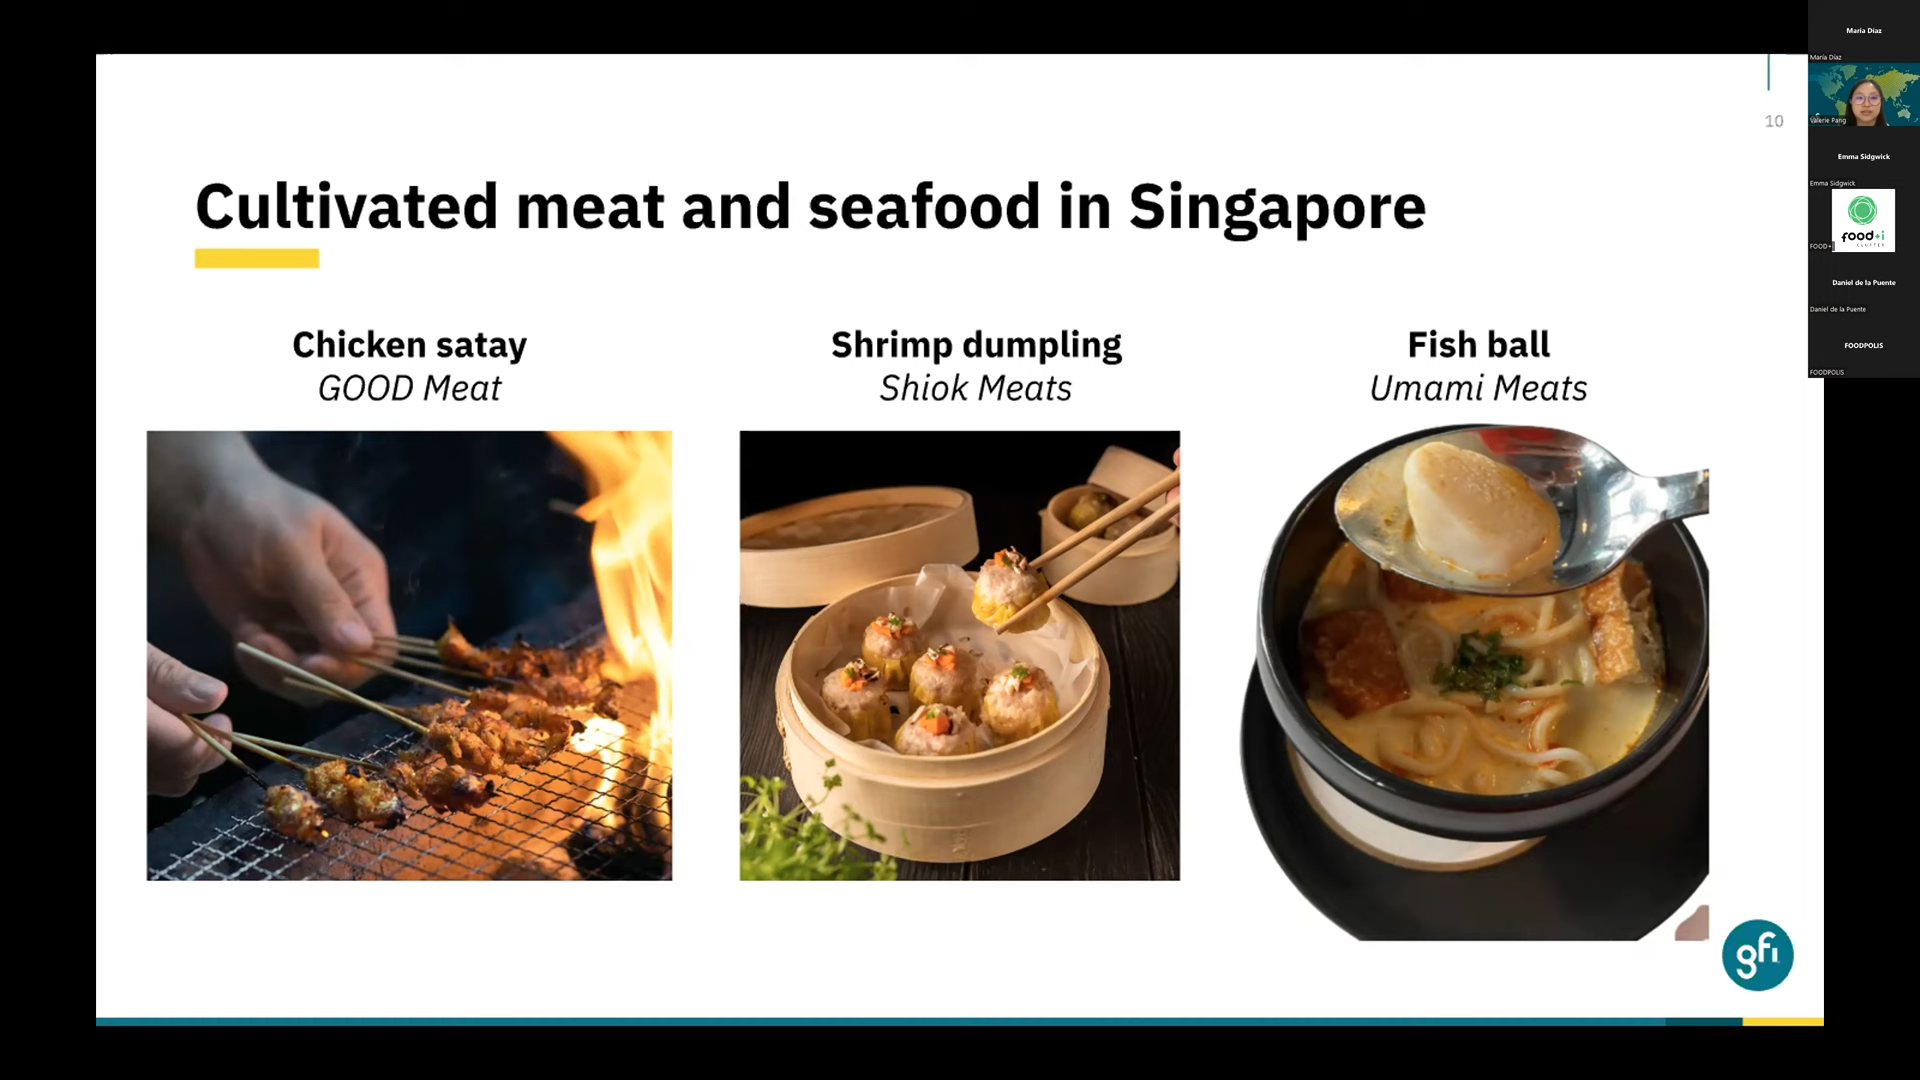 10
Cultivated meat and seafood in Singapore
Chicken satay
GOOD Meat
Shrimp dumpling
Shiok Meats
Fish ball
Umami Meats
gfi
María Díaz
María Díaz
Valerie Pang
Emma Sidgwick
Emma Sidgwick
food+i
CLUSTER
FOOD+i
Daniel de la Puente
Daniel de la Puente
FOODPOLIS
FOODPOLIS